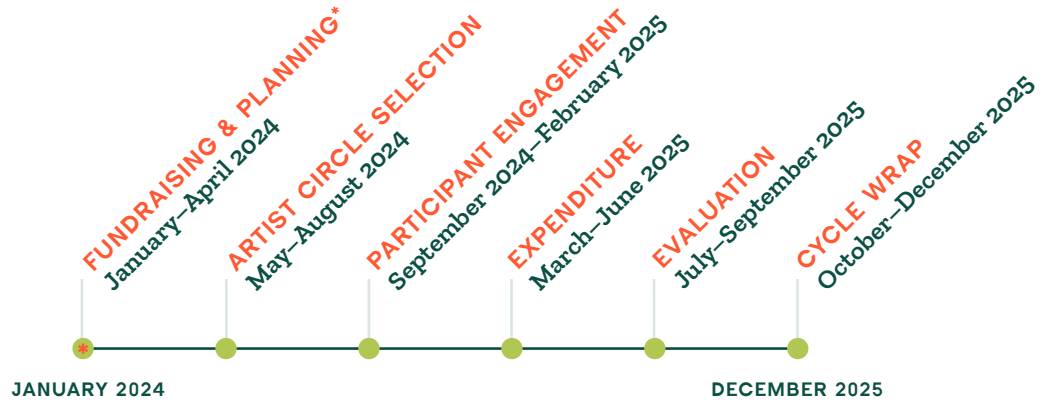 FUNDRAISING & PLANNING*
January–April 2024
ARTIST CIRCLE SELECTION
May–August 2024
PARTICIPANT ENGAGEMENT
September 2024–February 2025
EXPENDITURE
March–June 2025
EVALUATION
July–September 2025
CYCLE WRAP
October–December 2025
*
JANUARY 2024
DECEMBER 2025